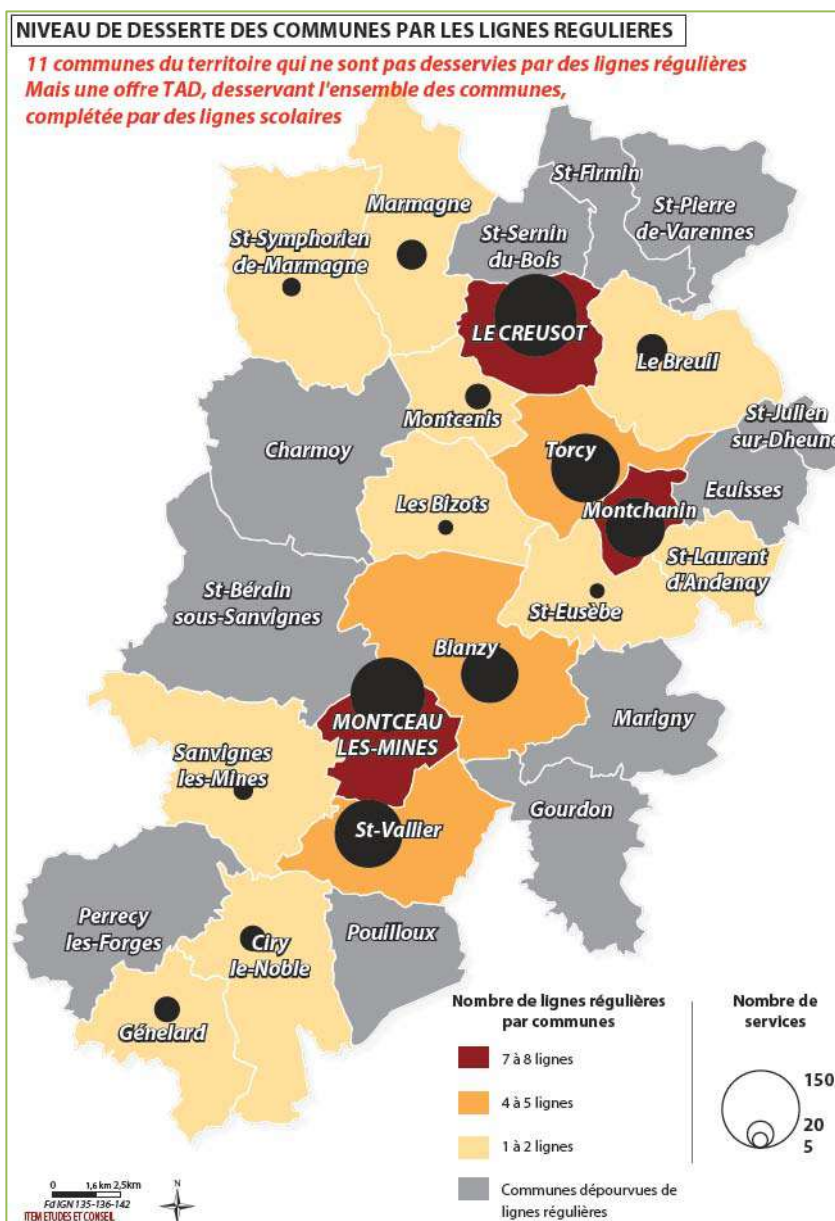 NIVEAU DE DESSERTE DES COMMUNES PAR LES LIGNES REGULIERES
11 communes du territoire qui ne sont pas desservies par des lignes régulières
Mais une offre TAD, desservant l'ensemble des communes,
complétée par des lignes scolaires
St-Firmin
Marmagne
St-Pierre
de-Varennes
St-Symphorien
de-Marmagne
St-Sernin
du-Bois
LE CREUSOT
Le Breuil
Montcenis
St-Julien
sur-Dheune
Charmoy
Torcy
Ecuisses
Les Bizots
Montchanin
St-Laurent
d'Andenay
St-Bérain
sous-Sanvignes
St-Eusèbe
Blanzy
Marigny
MONTCEAU
LES-MINES
Sanvignes
les-Mines
Gourdon
St-Vallier
Perrecy
les-Forges
Ciry
le-Noble
Pouilloux
Génelard
Nombre de lignes régulières
par communes
7 à 8 lignes
4 à 5 lignes
1 à 2 lignes
Communes dépourvues de
lignes régulières
Nombre de
services
150
20
5
0 1,6 km 2,5km
Fd IGN 135-136-142
ITEM ETUDES ET CONSEIL
N